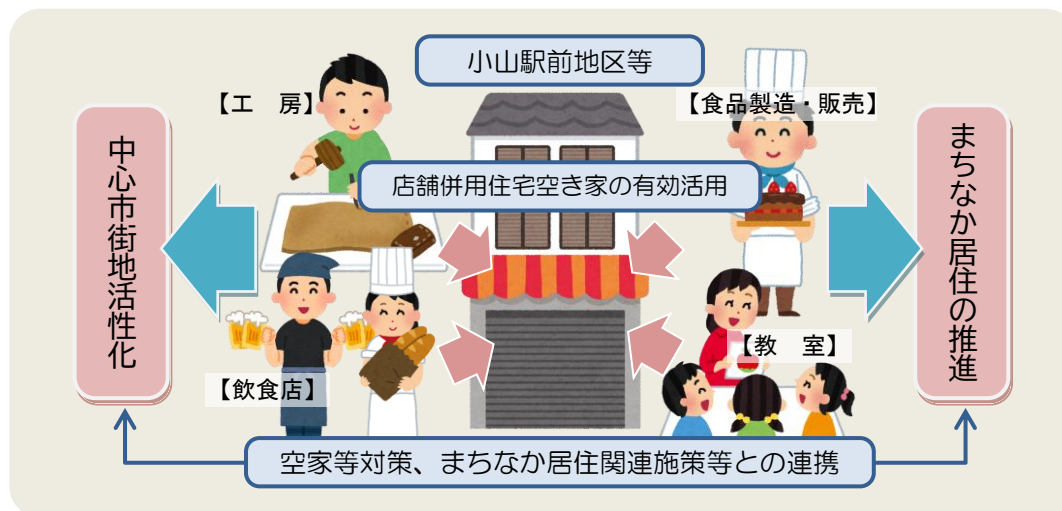 小山駅前地区等
【工　房】
【食品製造・販売】
店舗併用住宅空き家の有効活用
中心市街地活性化
まちなか居住の推進
【飲食店】
【教　室】
空家等対策、まちなか居住関連施策等との連携